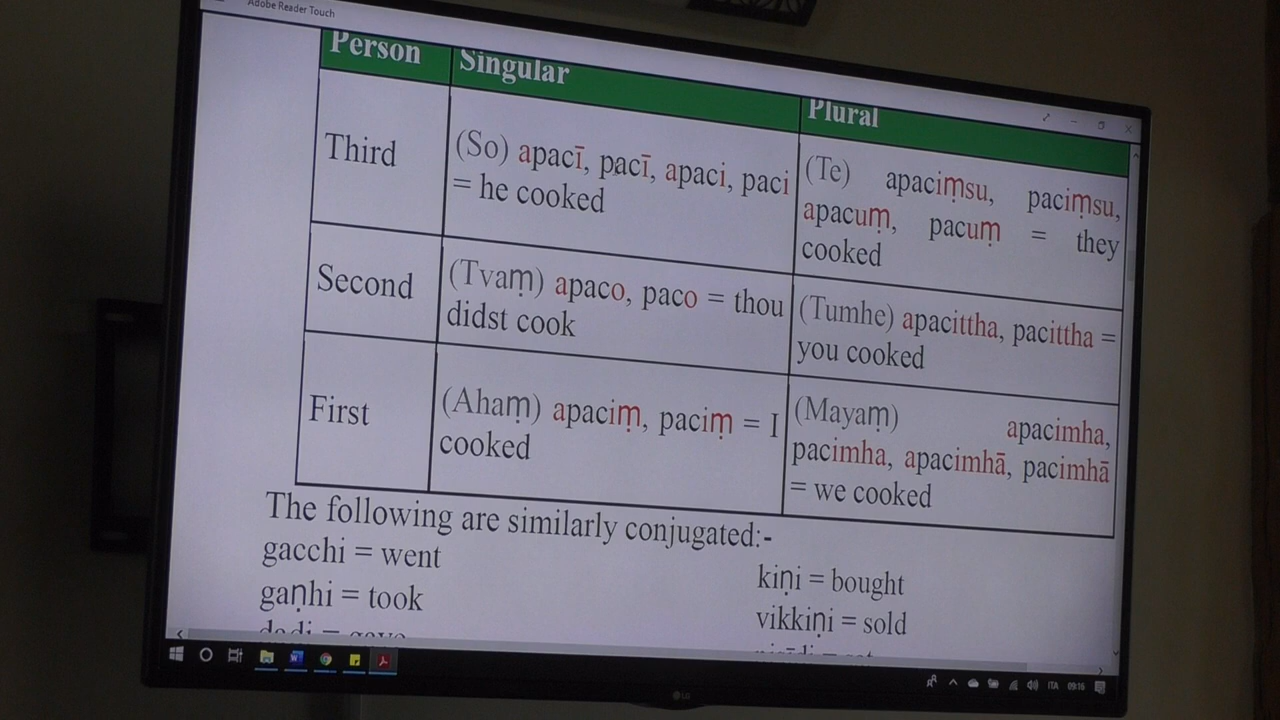 Adobe Reader Touch
Person Singular Plural
Third
(So) apacī, pacī, apaci, paci
= he cooked
(Te) apaciṃsu, paciṃsu,
apacuṃ, pacuṃ = they
cooked
Second
(Tvaṃ) apaco, paco = thou
didst cook
(Tumhe) apacittha, pacittha =
you cooked
First
(Ahaṃ) apaciṃ, paciṃ = I
cooked
(Mayaṃ) apacimha,
pacimha, apacimhā, pacimhā
= we cooked
The following are similarly conjugated:-
gacchi = went
kiṇi = bought
gaṇhi = took
vikkiṇi = sold
ITA 09:16
LG